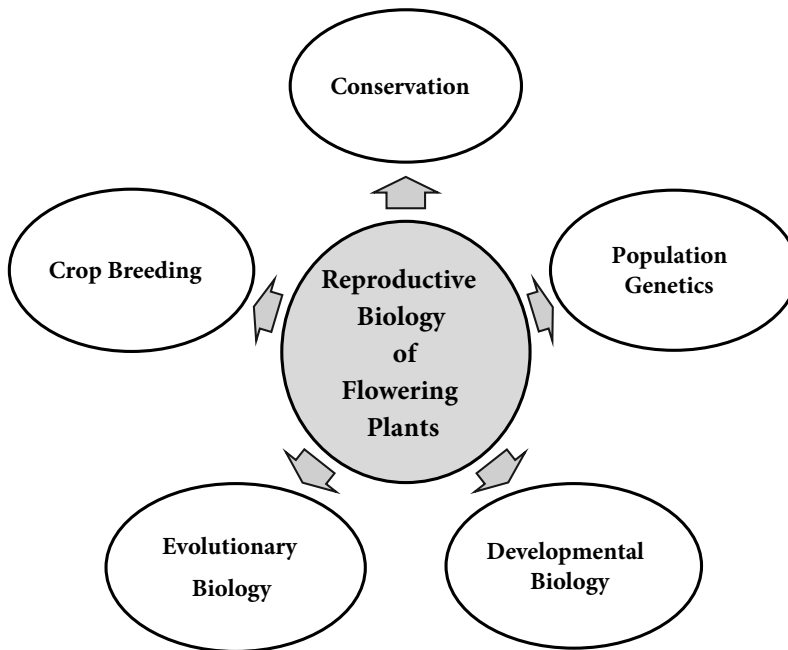 Conservation
Crop Breeding
Population
Genetics
Reproductive
Biology
of
Flowering
Plants
Evolutionary
Biology
Developmental
Biology